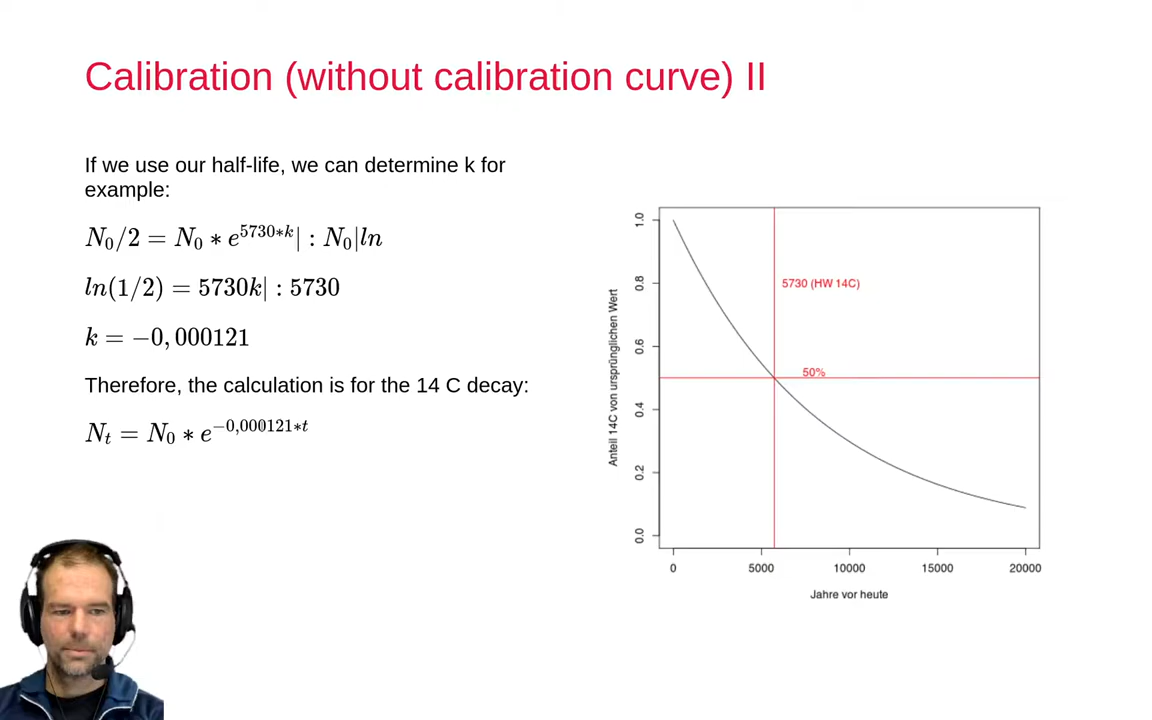 Calibration (without calibration curve) II
If we use our half-life, we can determine k for
example:
N₀/2 = N₀ * e^{5730*k}| : N₀|ln
ln(1/2) = 5730k| : 5730
k = −0, 000121
Therefore, the calculation is for the 14 C decay:
Nₜ = N₀ * e^{−0,000121*t}
Anteil 14C von ursprünglichen Wert
1.0
0.8
0.6
0.4
0.2
0.0
5730 (HW 14C)
50%
0 5000 10000 15000 20000
Jahre vor heute